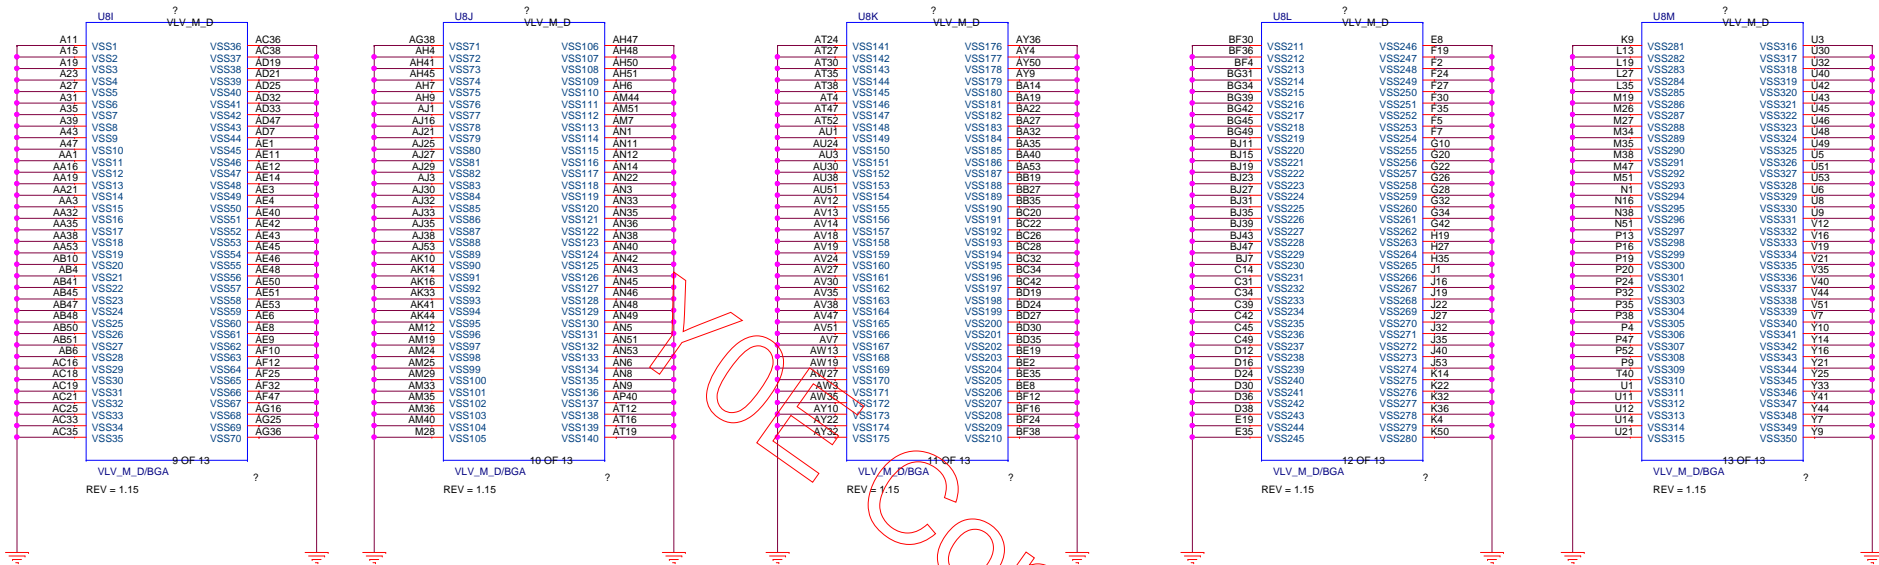 ?
U8I VLV_M_D
A11 VSS1 VSS36 AC36
A15 VSS2 VSS37 AC38
A19 VSS3 VSS38 AD19
A23 VSS4 VSS39 AD21
A27 VSS5 VSS40 AD25
A31 VSS6 VSS41 AD32
A35 VSS7 VSS42 AD33
A39 VSS8 VSS43 AD47
A43 VSS9 VSS44 AD7
A47 VSS10 VSS45 AE1
AA1 VSS11 VSS46 AE11
AA16 VSS12 VSS47 AE12
AA19 VSS13 VSS48 AE14
AA21 VSS14 VSS49 AE3
AA3 VSS15 VSS50 AE4
AA32 VSS16 VSS51 AE40
AA35 VSS17 VSS52 AE42
AA38 VSS18 VSS53 AE43
AA53 VSS19 VSS54 AE45
AB10 VSS20 VSS55 AE46
AB4 VSS21 VSS56 AE48
AB41 VSS22 VSS57 AE50
AB45 VSS23 VSS58 AE51
AB47 VSS24 VSS59 AE53
AB48 VSS25 VSS60 AE6
AB50 VSS26 VSS61 AE8
AB51 VSS27 VSS62 AE9
AB6 VSS28 VSS63 AF10
AC16 VSS29 VSS64 AF12
AC18 VSS30 VSS65 AF25
AC19 VSS31 VSS66 AF32
AC21 VSS32 VSS67 AF47
AC25 VSS33 VSS68 AG16
AC33 VSS34 VSS69 AG25
AC35 VSS35 VSS70 AG36
9 OF 13
VLV_M_D/BGA
?
REV = 1.15
?
U8J VLV_M_D
AG38 VSS71 VSS106 AH47
AH4 VSS72 VSS107 AH48
AH41 VSS73 VSS108 AH50
AH45 VSS74 VSS109 AH51
AH7 VSS75 VSS110 AH6
AH9 VSS76 VSS111 AM44
AJ1 VSS77 VSS112 AM51
AJ16 VSS78 VSS113 AM7
AJ21 VSS79 VSS114 AN1
AJ25 VSS80 VSS115 AN11
AJ27 VSS81 VSS116 AN12
AJ29 VSS82 VSS117 AN14
AJ3 VSS83 VSS118 AN22
AJ30 VSS84 VSS119 AN3
AJ32 VSS85 VSS120 AN33
AJ33 VSS86 VSS121 AN35
AJ35 VSS87 VSS122 AN36
AJ38 VSS88 VSS123 AN38
AJ53 VSS89 VSS124 AN40
AK10 VSS90 VSS125 AN42
AK14 VSS91 VSS126 AN43
AK16 VSS92 VSS127 AN45
AK33 VSS93 VSS128 AN46
AK41 VSS94 VSS129 AN48
AK44 VSS95 VSS130 AN49
AM12 VSS96 VSS131 AN5
AM19 VSS97 VSS132 AN51
AM24 VSS98 VSS133 AN53
AM25 VSS99 VSS134 AN6
AM29 VSS100 VSS135 AN8
AM33 VSS101 VSS136 AN9
AM35 VSS102 VSS137 AP40
AM36 VSS103 VSS138 AT12
AM40 VSS104 VSS139 AT16
M28 VSS105 VSS140 AT19
10 OF 13
VLV_M_D/BGA
?
REV = 1.15
?
U8K VLV_M_D
AT24 VSS141 VSS176 AY36
AT27 VSS142 VSS177 AY4
AT30 VSS143 VSS178 AY50
AT35 VSS144 VSS179 AY9
AT38 VSS145 VSS180 BA14
AT4 VSS146 VSS181 BA19
AT47 VSS147 VSS182 BA22
AT52 VSS148 VSS183 BA27
AU1 VSS149 VSS184 BA32
AU24 VSS150 VSS185 BA35
AU3 VSS151 VSS186 BA40
AU30 VSS152 VSS187 BA53
AU38 VSS153 VSS188 BB19
AU51 VSS154 VSS189 BB27
AV12 VSS155 VSS190 BB35
AV13 VSS156 VSS191 BC20
AV14 VSS157 VSS192 BC22
AV18 VSS158 VSS193 BC26
AV19 VSS159 VSS194 BC28
AV24 VSS160 VSS195 BC32
AV27 VSS161 VSS196 BC34
AV30 VSS162 VSS197 BC42
AV35 VSS163 VSS198 BD19
AV38 VSS164 VSS199 BD24
AV47 VSS165 VSS200 BD27
AV51 VSS166 VSS201 BD30
AV7 VSS167 VSS202 BD35
AW13 VSS168 VSS203 BE19
AW19 VSS169 VSS204 BE2
AW27 VSS170 VSS205 BE35
AW3 VSS171 VSS206 BE8
AW35 VSS172 VSS207 BF12
AY10 VSS173 VSS208 BF16
AY22 VSS174 VSS209 BF24
AY32 VSS175 VSS210 BF38
11 OF 13
VLV_M_D/BGA
?
REV = 1.15
?
U8L VLV_M_D
BF30 VSS211 VSS246 E8
BF36 VSS212 VSS247 F19
BF4 VSS213 VSS248 F2
BG31 VSS214 VSS249 F24
BG34 VSS215 VSS250 F27
BG39 VSS216 VSS251 F30
BG42 VSS217 VSS252 F35
BG45 VSS218 VSS253 F5
BG49 VSS219 VSS254 F7
BJ11 VSS220 VSS255 G10
BJ15 VSS221 VSS256 G20
BJ19 VSS222 VSS257 G22
BJ23 VSS223 VSS258 G26
BJ27 VSS224 VSS259 G28
BJ31 VSS225 VSS260 G32
BJ35 VSS226 VSS261 G34
BJ39 VSS227 VSS262 G42
BJ43 VSS228 VSS263 H19
BJ47 VSS229 VSS264 H27
BJ7 VSS230 VSS265 H35
C14 VSS231 VSS266 J1
C31 VSS232 VSS267 J16
C34 VSS233 VSS268 J19
C39 VSS234 VSS269 J22
C42 VSS235 VSS270 J27
C45 VSS236 VSS271 J32
C49 VSS237 VSS272 J35
D12 VSS238 VSS273 J40
D16 VSS239 VSS274 J53
D24 VSS240 VSS275 K14
D30 VSS241 VSS276 K22
D36 VSS242 VSS277 K32
D38 VSS243 VSS278 K36
E19 VSS244 VSS279 K4
E35 VSS245 VSS280 K50
12 OF 13
VLV_M_D/BGA
?
REV = 1.15
?
U8M VLV_M_D
K9 VSS281 VSS316 U3
L13 VSS282 VSS317 U30
L19 VSS283 VSS318 U32
L27 VSS284 VSS319 U40
L35 VSS285 VSS320 U42
M19 VSS286 VSS321 U43
M26 VSS287 VSS322 U45
M27 VSS288 VSS323 U46
M34 VSS289 VSS324 U48
M35 VSS290 VSS325 U49
M38 VSS291 VSS326 U5
M47 VSS292 VSS327 U51
M51 VSS293 VSS328 U53
N1 VSS294 VSS329 U6
N16 VSS295 VSS330 U8
N38 VSS296 VSS331 U9
N51 VSS297 VSS332 V12
P13 VSS298 VSS333 V16
P16 VSS299 VSS334 V19
P19 VSS300 VSS335 V21
P20 VSS301 VSS336 V35
P24 VSS302 VSS337 V40
P32 VSS303 VSS338 V44
P35 VSS304 VSS339 V51
P38 VSS305 VSS340 V7
P4 VSS306 VSS341 Y10
P47 VSS307 VSS342 Y14
P52 VSS308 VSS343 Y16
P9 VSS309 VSS344 Y21
T40 VSS310 VSS345 Y25
U1 VSS311 VSS346 Y33
U11 VSS312 VSS347 Y41
U12 VSS313 VSS348 Y44
U14 VSS314 VSS349 Y7
U21 VSS315 VSS350 Y9
13 OF 13
VLV_M_D/BGA
?
REV = 1.15